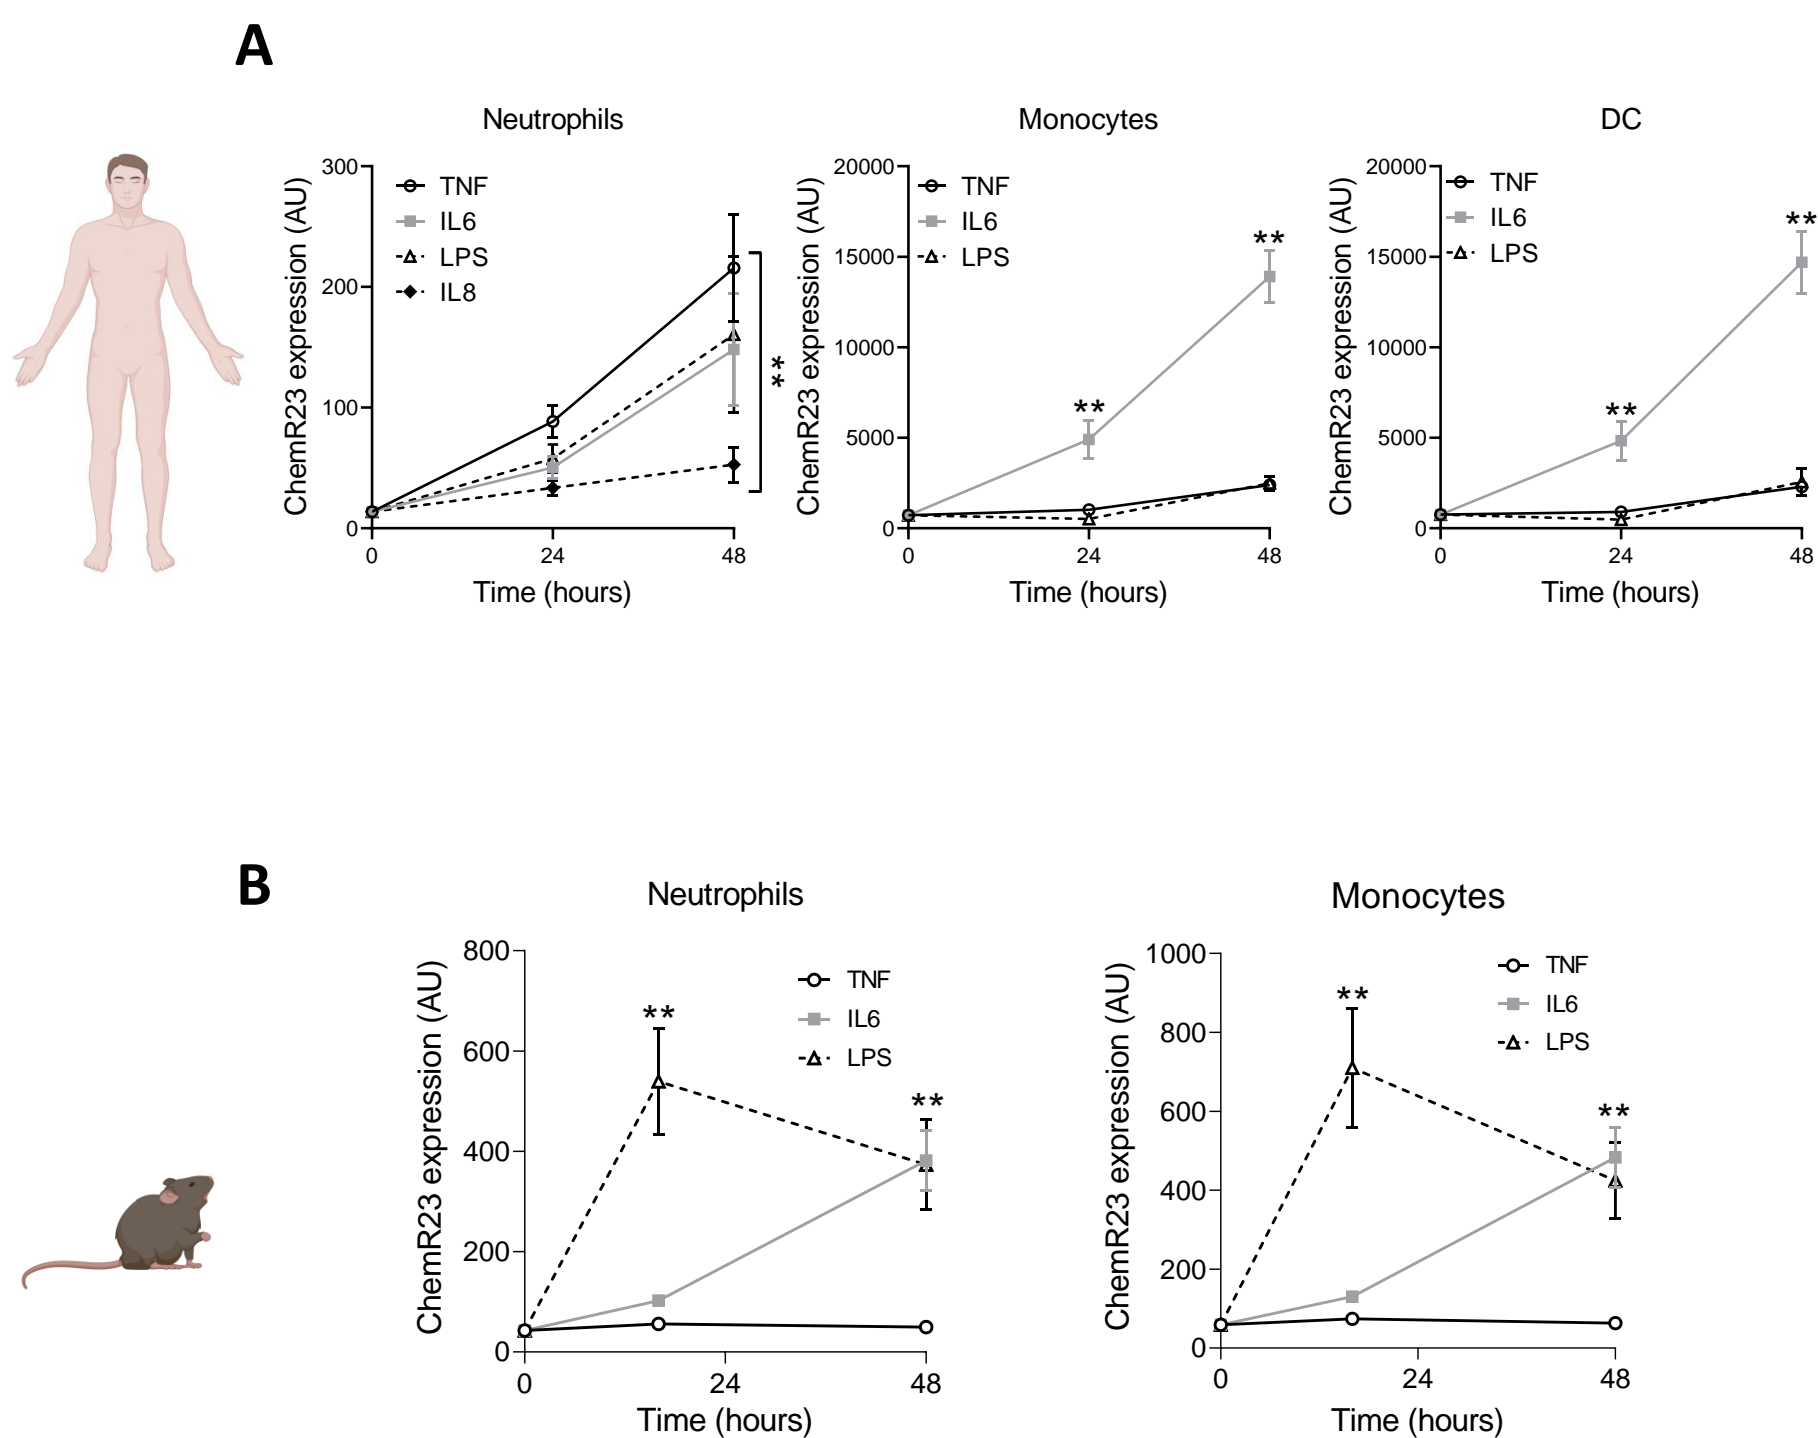 A
Neutrophils
Monocytes
DC
ChemR23 expression (AU)
300
200
100
0
TNF
IL6
LPS
IL8
**
0 24 48
Time (hours)
ChemR23 expression (AU)
20000
15000
10000
5000
0
TNF
IL6
LPS
**
**
0 24 48
Time (hours)
ChemR23 expression (AU)
20000
15000
10000
5000
0
TNF
IL6
LPS
**
**
0 24 48
Time (hours)
B
Neutrophils
ChemR23 expression (AU)
800
600
400
200
0
TNF
IL6
LPS
**
**
0 24 48
Time (hours)
Monocytes
ChemR23 expression (AU)
1000
800
600
400
200
0
TNF
IL6
LPS
**
**
0 24 48
Time (hours)